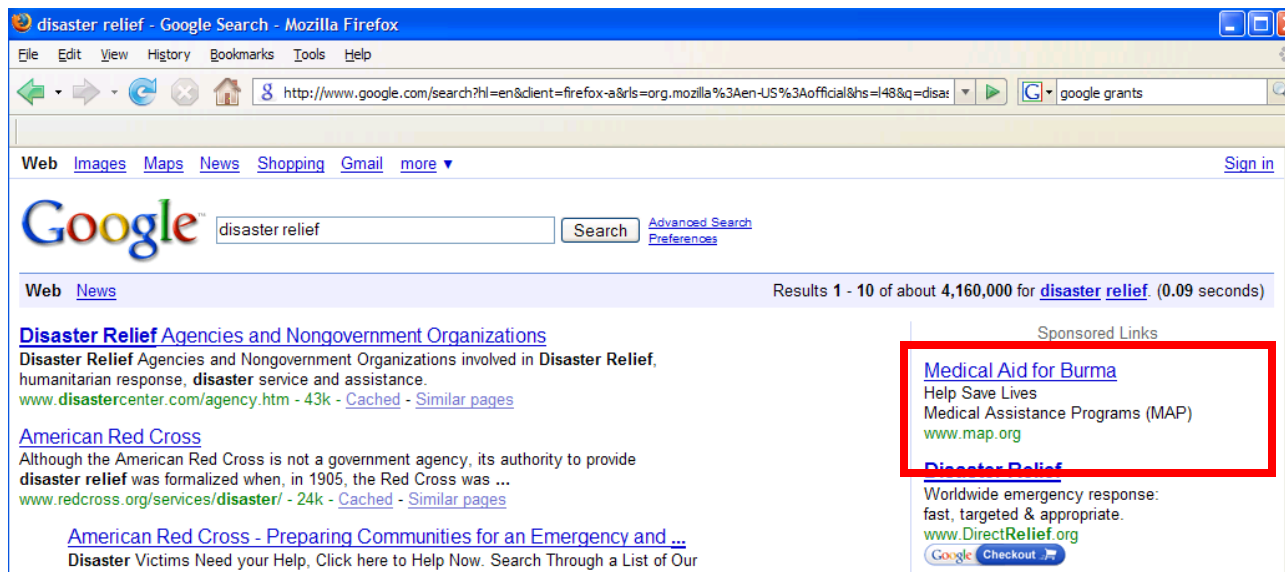 disaster relief - Google Search - Mozilla Firefox
File Edit View History Bookmarks Tools Help
http://www.google.com/search?hl=en&client=firefox-a&rls=org.mozilla%3Aen-US%3Aofficial&hs=l48&q=disas
G google grants
Web Images Maps News Shopping Gmail more ▼ Sign in
Google™ disaster relief Search Advanced Search
Preferences
Web News Results 1 - 10 of about 4,160,000 for disaster relief. (0.09 seconds)
Disaster Relief Agencies and Nongovernment Organizations
Disaster Relief Agencies and Nongovernment Organizations involved in Disaster Relief,
humanitarian response, disaster service and assistance.
www.disastercenter.com/agency.htm - 43k - Cached - Similar pages
American Red Cross
Although the American Red Cross is not a government agency, its authority to provide
disaster relief was formalized when, in 1905, the Red Cross was ...
www.redcross.org/services/disaster/ - 24k - Cached - Similar pages
American Red Cross - Preparing Communities for an Emergency and ...
Disaster Victims Need your Help, Click here to Help Now. Search Through a List of Our
Sponsored Links
Medical Aid for Burma
Help Save Lives
Medical Assistance Programs (MAP)
www.map.org
Disaster Relief
Worldwide emergency response:
fast, targeted & appropriate.
www.DirectRelief.org
Google Checkout